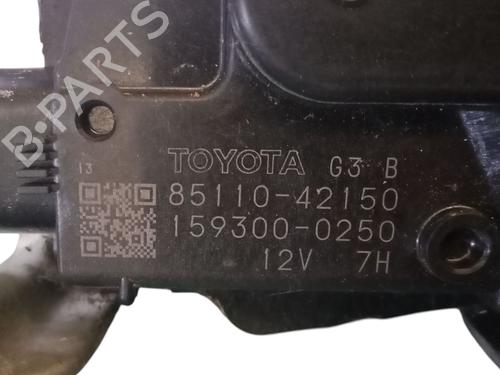 B-PARTS
13
TOYOTA G3 B
85110-42150
159300-0250
12V 7H